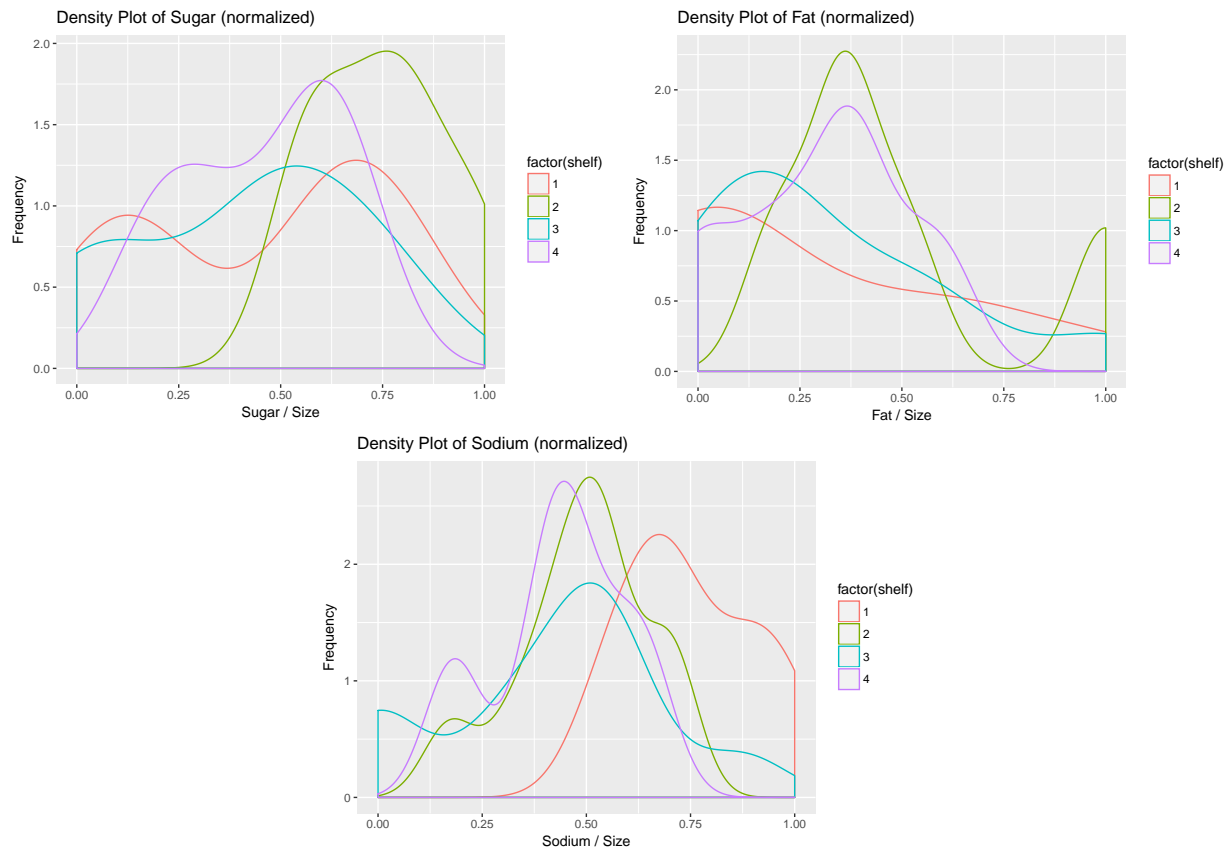 Density Plot of Sugar (normalized)
2.0
1.5
1.0
0.5
0.0
Frequency
0.00 0.25 0.50 0.75 1.00
Sugar / Size
factor(shelf)
1
2
3
4
Density Plot of Fat (normalized)
2.0
1.5
1.0
0.5
0.0
Frequency
0.00 0.25 0.50 0.75 1.00
Fat / Size
factor(shelf)
1
2
3
4
Density Plot of Sodium (normalized)
2
1
0
Frequency
0.00 0.25 0.50 0.75 1.00
Sodium / Size
factor(shelf)
1
2
3
4